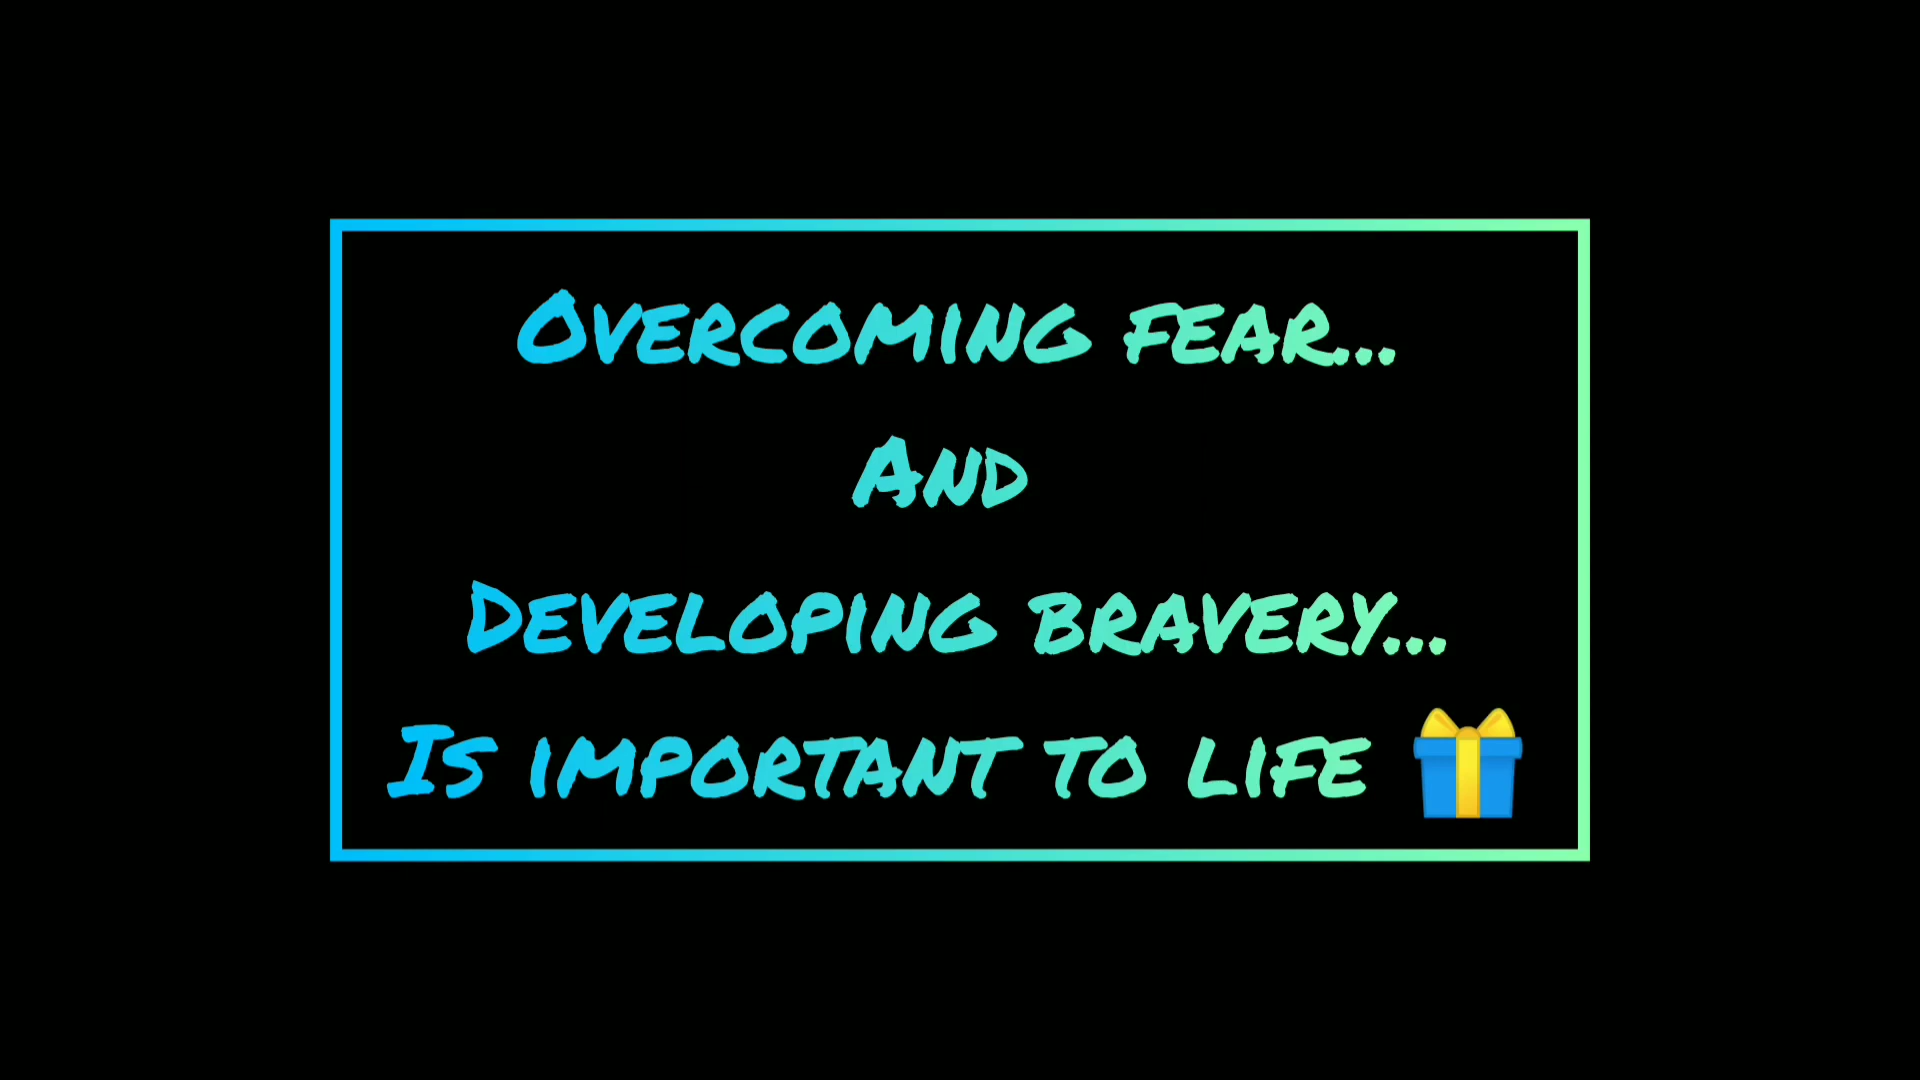 Overcoming fear...
And
Developing bravery...
Is important to life 🎁